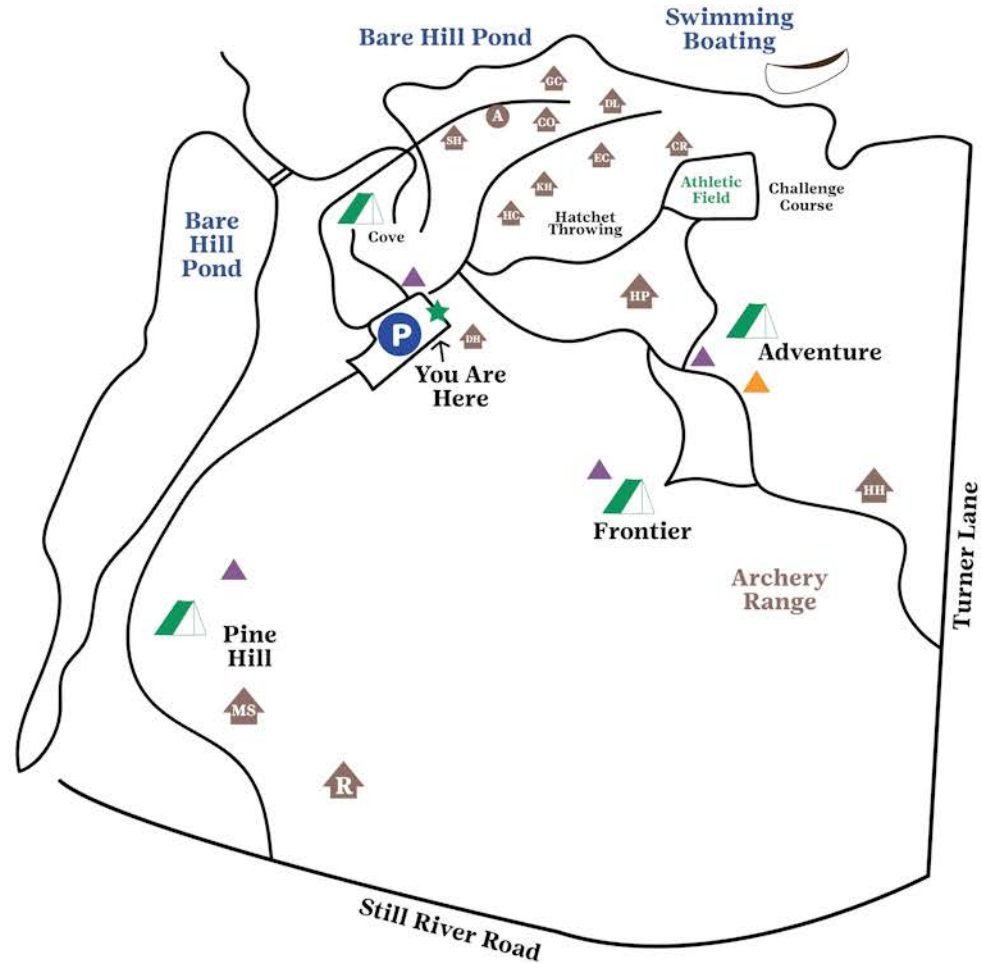 Swimming
Boating
Bare Hill Pond
GC
DL
A
CO
SH
CR
EC
KH
HC
Athletic
Field
Challenge
Course
Hatchet
Throwing
Cove
Bare
Hill
Pond
HP
P
DH
You Are
Here
Adventure
HH
Frontier
Turner Lane
Archery
Range
Pine
Hill
MS
R
Still River Road